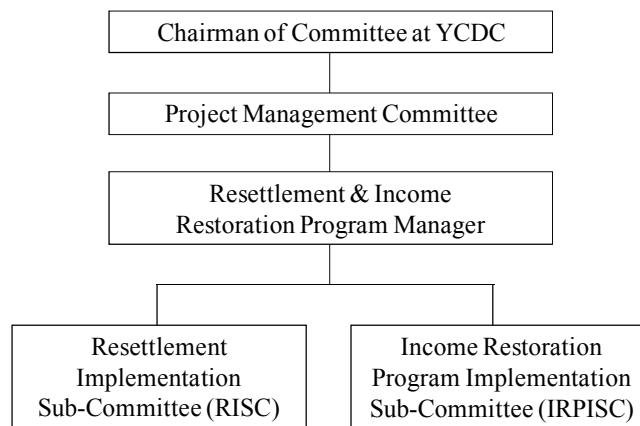 Chairman of Committee at YCDC
Project Management Committee
Resettlement & Income
Restoration Program Manager
Resettlement
Implementation
Sub-Committee (RISC)
Income Restoration
Program Implementation
Sub-Committee (IRPISC)